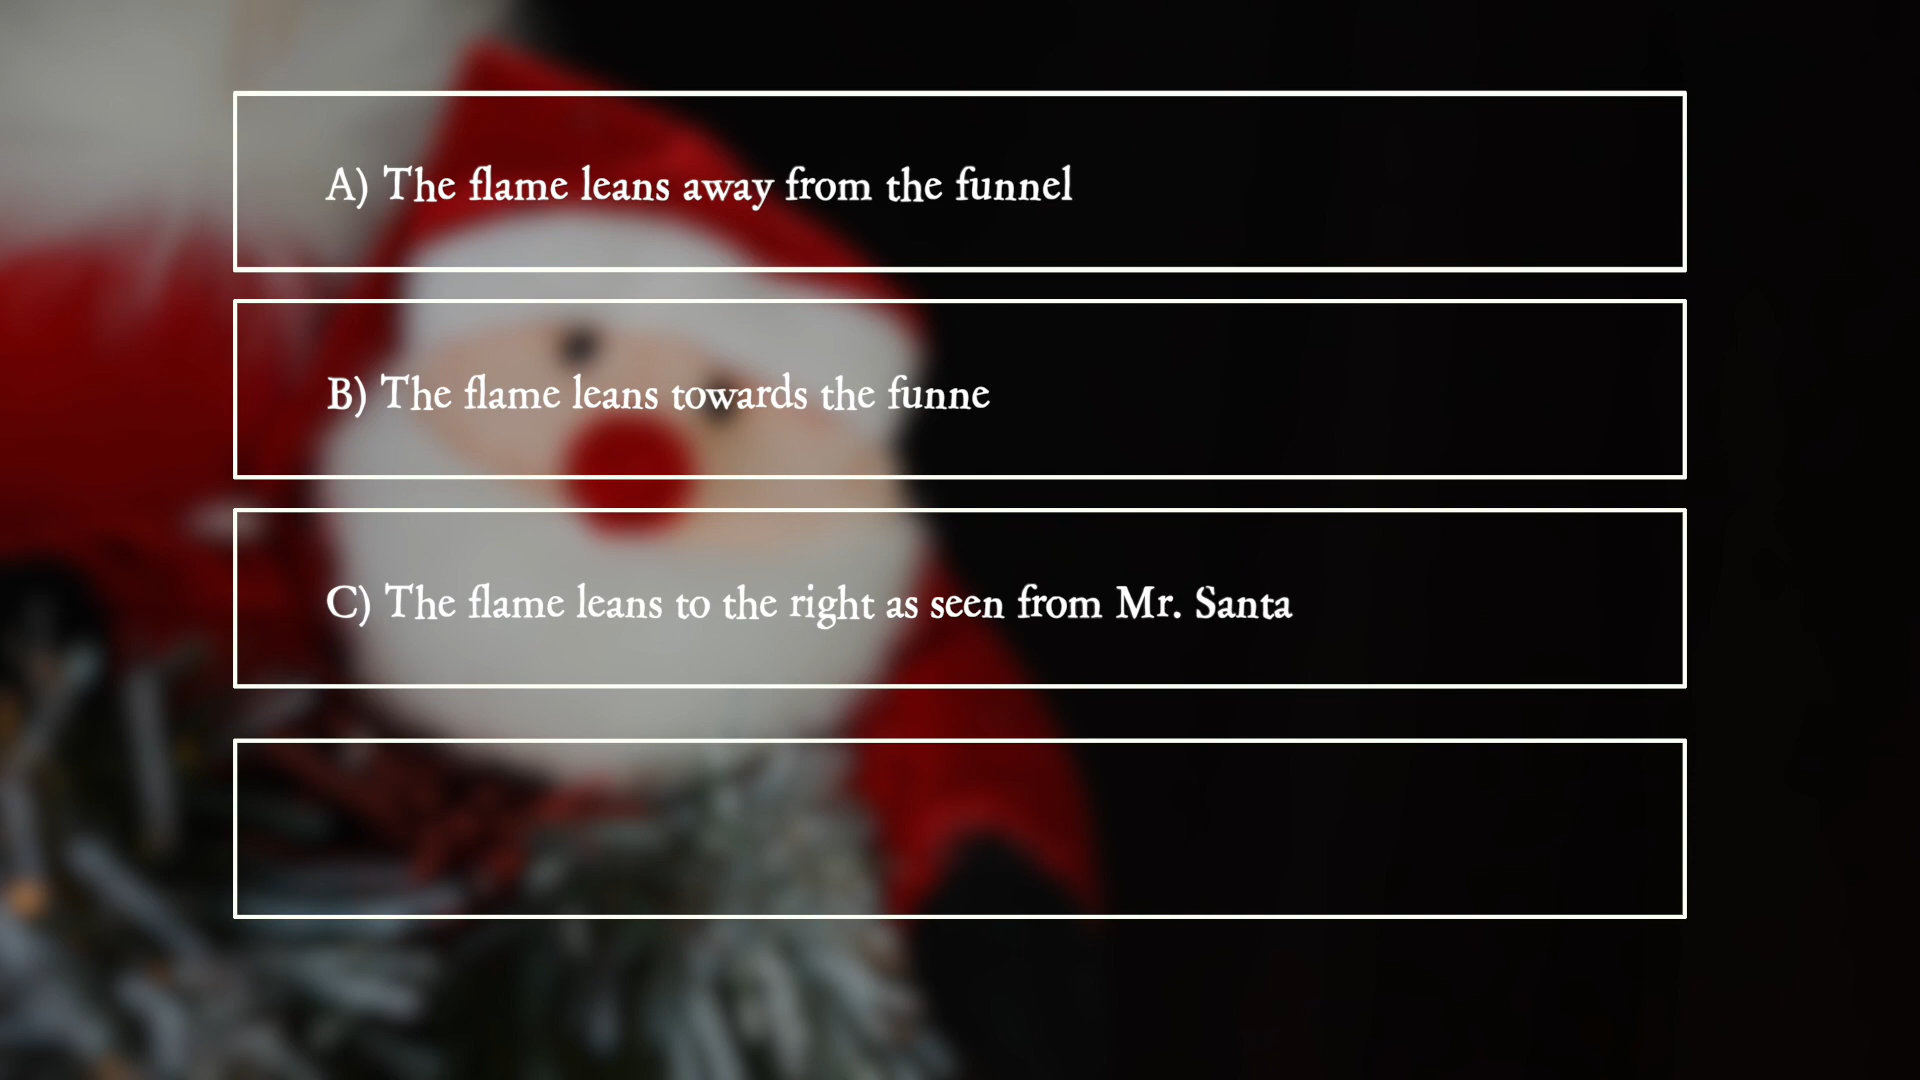 A) The flame leans away from the funnel
B) The flame leans towards the funne
C) The flame leans to the right as seen from Mr. Santa